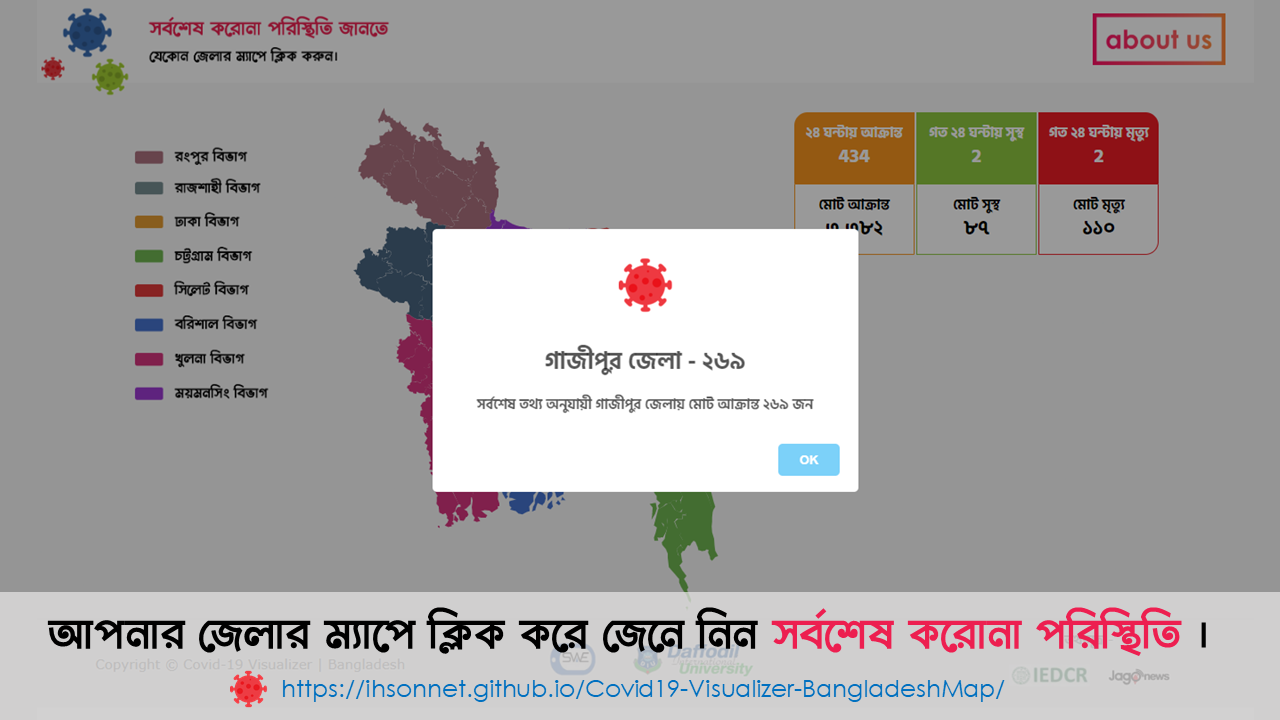 সর্বশেষ করোনা পরিস্থিতি জানতে
যেকোন জেলার ম্যাপে ক্লিক করুন।
about us
রংপুর বিভাগ
রাজশাহী বিভাগ
ঢাকা বিভাগ
চট্টগ্রাম বিভাগ
সিলেট বিভাগ
বরিশাল বিভাগ
খুলনা বিভাগ
ময়মনসিং বিভাগ
২৪ ঘন্টায় আক্রান্ত
434
মোট আক্রান্ত
গত ২৪ ঘন্টায় সুস্থ
2
মোট সুস্থ
৮৭
গত ২৪ ঘন্টায় মৃত্যু
2
মোট মৃত্যু
১১০
গাজীপুর জেলা - ২৬৯
সর্বশেষ তথ্য অনুযায়ী গাজীপুর জেলায় মোট আক্রান্ত ২৬৯ জন
OK
আপনার জেলার ম্যাপে ক্লিক করে জেনে নিন সর্বশেষ করোনা পরিস্থিতি ।
Copyright © Covid-19 Visualizer | Bangladesh
SWE
Daffodil
University
IEDCR
Jago news
https://ihsonnet.github.io/Covid19-Visualizer-BangladeshMap/